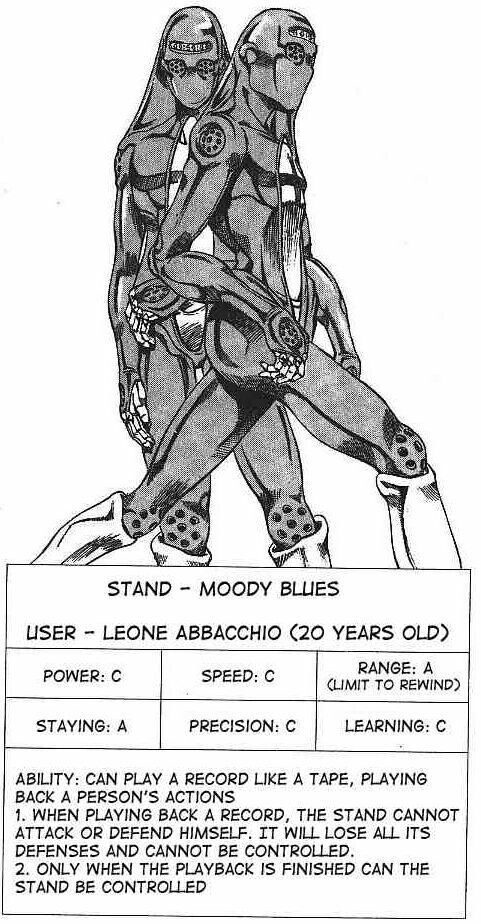 STAND - MOODY BLUES
USER - LEONE ABBACCHIO (20 YEARS OLD)
POWER: C
SPEED: C
RANGE: A
(LIMIT TO REWIND)
STAYING: A
PRECISION: C
LEARNING: C
ABILITY: CAN PLAY A RECORD LIKE A TAPE, PLAYING
BACK A PERSON'S ACTIONS
1. WHEN PLAYING BACK A RECORD, THE STAND CANNOT
ATTACK OR DEFEND HIMSELF. IT WILL LOSE ALL ITS
DEFENSES AND CANNOT BE CONTROLLED.
2. ONLY WHEN THE PLAYBACK IS FINISHED CAN THE
STAND BE CONTROLLED